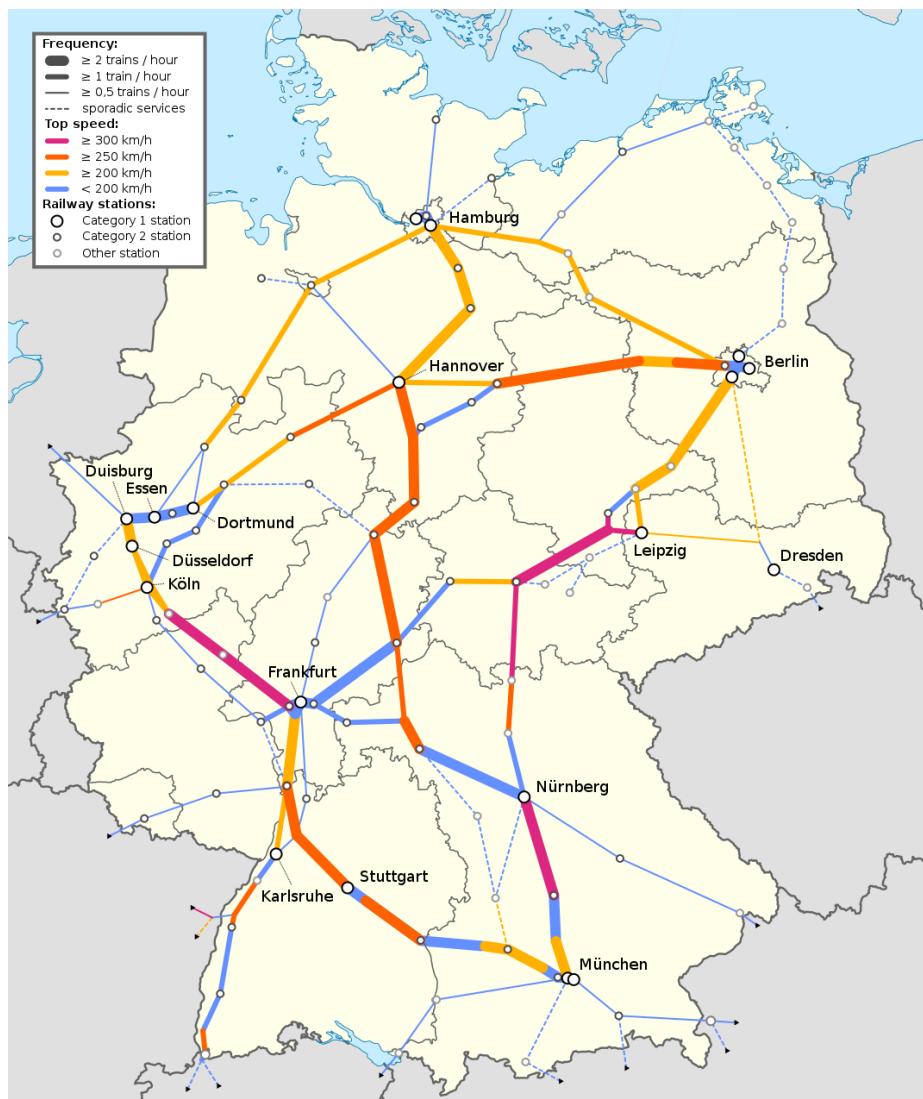 Frequency:
≥ 2 trains / hour
≥ 1 train / hour
≥ 0,5 trains / hour
sporadic services
Top speed:
≥ 300 km/h
≥ 250 km/h
≥ 200 km/h
< 200 km/h
Railway stations:
Category 1 station
Category 2 station
Other station
Hamburg
Berlin
Hannover
Duisburg
Essen
Dortmund
Leipzig
Düsseldorf
Dresden
Köln
Frankfurt
Nürnberg
Stuttgart
Karlsruhe
München